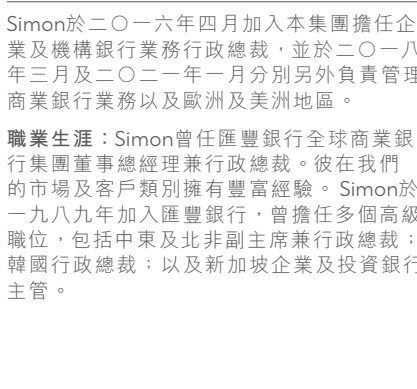 Simon於二〇一六年四月加入本集團擔任企
業及機構銀行業務行政總裁，並於二〇一八
年三月及二〇二一年一月分別另外負責管理
商業銀行業務以及歐洲及美洲地區。
職業生涯：Simon曾任匯豐銀行全球商業銀
行集團董事總經理兼行政總裁。彼在我們
的市場及客戶類別擁有豐富經驗。Simon於
一九八九年加入匯豐銀行，曾擔任多個高級
職位，包括中東及北非副主席兼行政總裁；
韓國行政總裁；以及新加坡企業及投資銀行
主管。